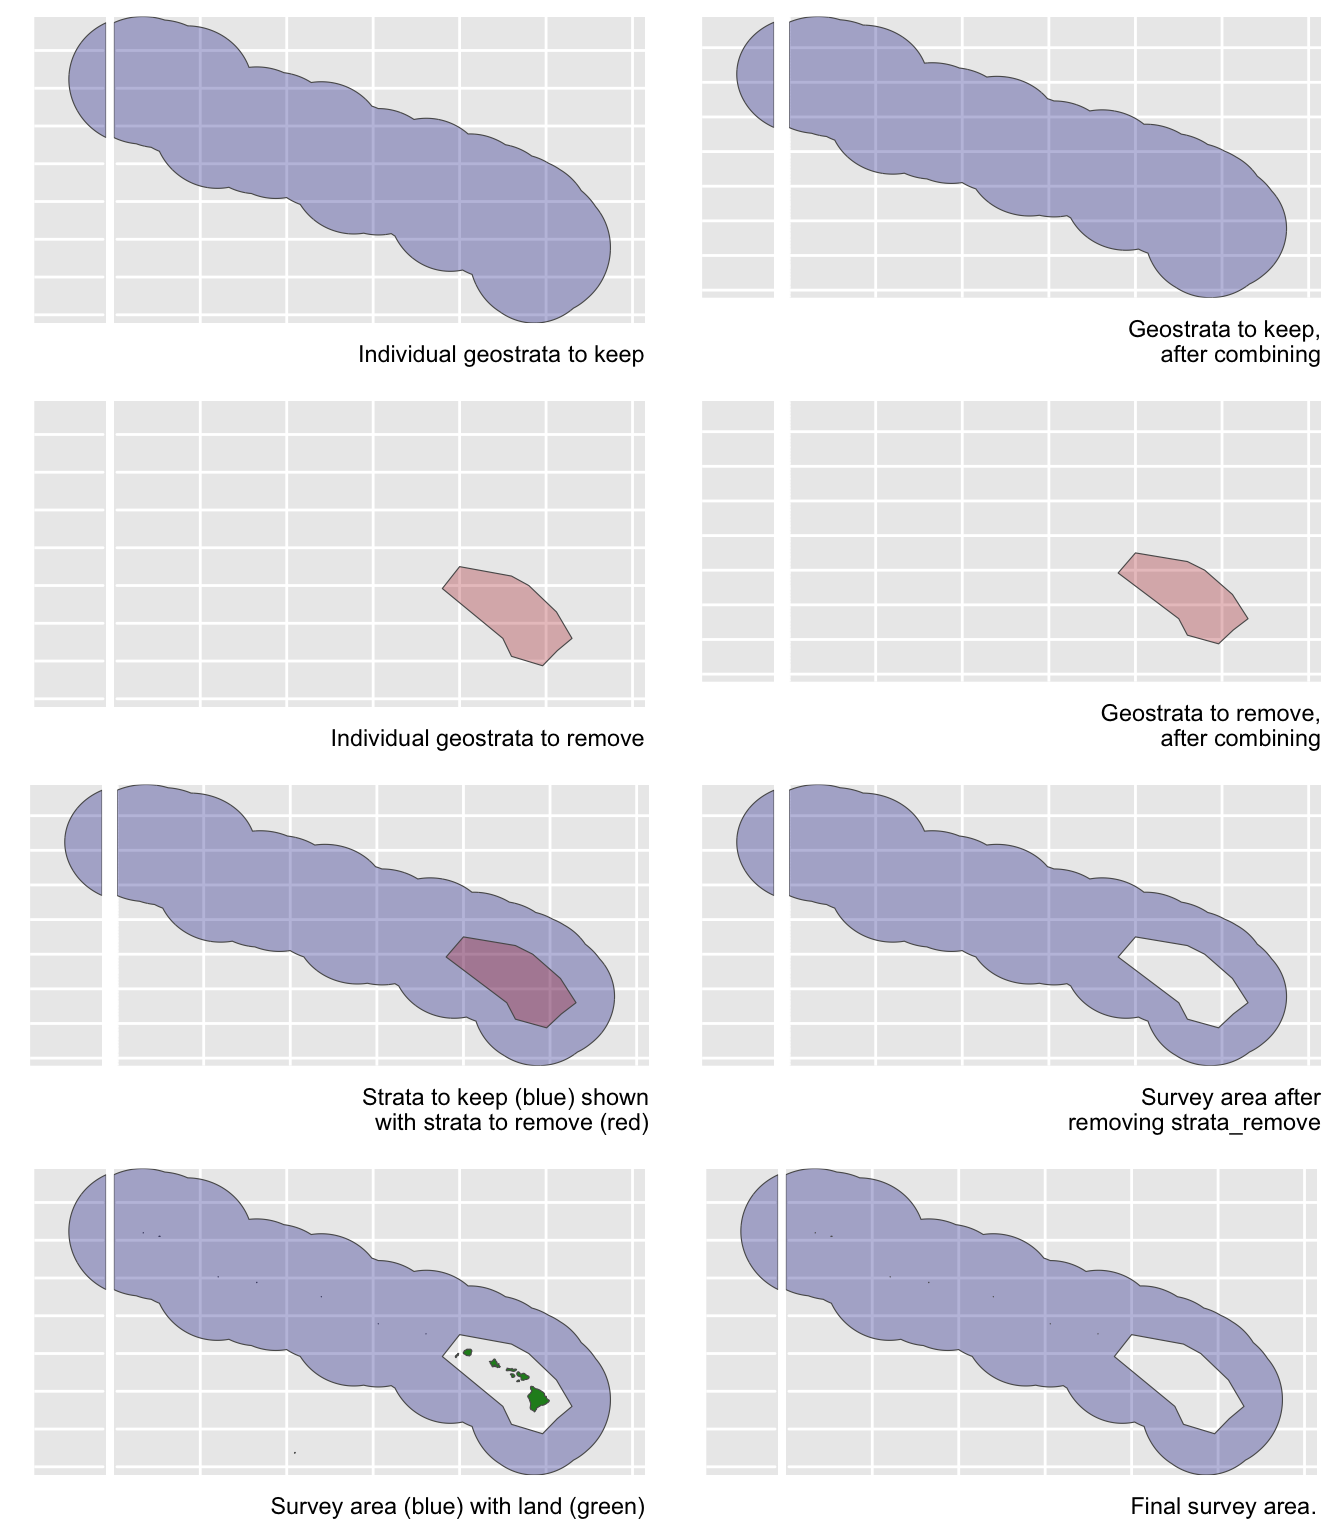 Individual geostrata to keep
Geostrata to keep,
after combining
Individual geostrata to remove
Geostrata to remove,
after combining
Strata to keep (blue) shown
with strata to remove (red)
Survey area after
removing strata_remove
Survey area (blue) with land (green)
Final survey area.